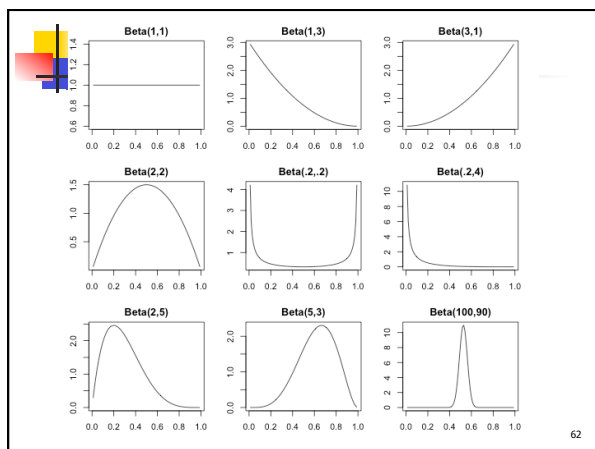 Beta(1,1) Beta(1,3) Beta(3,1)
0.6 0.8 1.0 1.2 1.4
0.0 0.2 0.4 0.6 0.8 1.0
0.0 1.0 2.0 3.0
0.0 0.2 0.4 0.6 0.8 1.0
0.0 1.0 2.0 3.0
0.0 0.2 0.4 0.6 0.8 1.0
Beta(2,2) Beta(.2,.2) Beta(.2,4)
0.5 1.0 1.5
0.0 0.2 0.4 0.6 0.8 1.0
1 2 3 4
0.0 0.2 0.4 0.6 0.8 1.0
0 2 4 6 8 10
0.0 0.2 0.4 0.6 0.8 1.0
Beta(2,5) Beta(5,3) Beta(100,90)
0.0 1.0 2.0
0.0 0.2 0.4 0.6 0.8 1.0
0.0 1.0 2.0
0.0 0.2 0.4 0.6 0.8 1.0
0 2 4 6 8 10
0.0 0.2 0.4 0.6 0.8 1.0
62